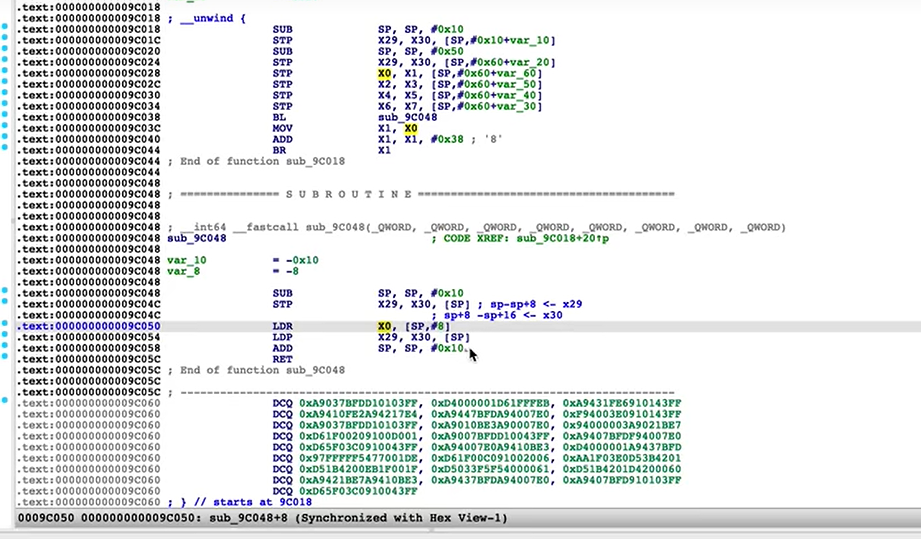 .text:000000000009C018
.text:000000000009C018 ; __unwind {
.text:000000000009C018 SUB SP, SP, #0x10
.text:000000000009C01C STP X29, X30, [SP,#0x10+var_10]
.text:000000000009C020 SUB SP, SP, #0x50
.text:000000000009C024 STP X29, X30, [SP,#0x60+var_20]
.text:000000000009C028 STP X0, X1, [SP,#0x60+var_60]
.text:000000000009C02C STP X2, X3, [SP,#0x60+var_50]
.text:000000000009C030 STP X4, X5, [SP,#0x60+var_40]
.text:000000000009C034 STP X6, X7, [SP,#0x60+var_30]
.text:000000000009C038 BL sub_9C048
.text:000000000009C03C MOV X1, X0
.text:000000000009C040 ADD X1, X1, #0x38 ; '8'
.text:000000000009C044 BR X1
.text:000000000009C044 ; End of function sub_9C018
.text:000000000009C044
.text:000000000009C048
.text:000000000009C048 ; =============== S U B R O U T I N E =======================================
.text:000000000009C048
.text:000000000009C048
.text:000000000009C048 ; __int64 __fastcall sub_9C048(_QWORD, _QWORD, _QWORD, _QWORD, _QWORD, _QWORD, _QWORD, _QWORD)
.text:000000000009C048 sub_9C048 ; CODE XREF: sub_9C018+20↑p
.text:000000000009C048
.text:000000000009C048 var_10 = -0x10
.text:000000000009C048 var_8 = -8
.text:000000000009C048
.text:000000000009C048 SUB SP, SP, #0x10
.text:000000000009C04C STP X29, X30, [SP] ; sp-sp+8 <- x29
.text:000000000009C04C ; sp+8 -sp+16 <- x30
.text:000000000009C050 LDR X0, [SP,#8]
.text:000000000009C054 LDP X29, X30, [SP]
.text:000000000009C058 ADD SP, SP, #0x10
.text:000000000009C05C RET
.text:000000000009C05C ; End of function sub_9C048
.text:000000000009C05C
.text:000000000009C05C ; ---------------------------------------------------------------------------
.text:000000000009C060 DCQ 0xA9037BFDD10103FF, 0xD4000001D61FFFEB, 0xA9431FE6910143FF
.text:000000000009C060 DCQ 0xA9410FE2A94217E4, 0xA9447BFDA94007E0, 0xF94003E0910143FF
.text:000000000009C060 DCQ 0xA9037BFDD10103FF, 0xA9010BE3A90007E0, 0x94000003A9021BE7
.text:000000000009C060 DCQ 0xD61F00209100D001, 0xA9007BFDD10043FF, 0xA9407BFDF94007E0
.text:000000000009C060 DCQ 0xD65F03C0910043FF, 0xA94007E0A9410BE3, 0xD4000001A9437BFD
.text:000000000009C060 DCQ 0x97FFFFF5477001DE, 0xD61F00C091002006, 0xAA1F03E0D53B4201
.text:000000000009C060 DCQ 0xD51B4200EB1F001F, 0xD5033F5F54000061, 0xD51B4201D4200060
.text:000000000009C060 DCQ 0xA9421BE7A9410BE3, 0xA9437BFDA94007E0, 0xA9407BFD910103FF
.text:000000000009C060 DCQ 0xD65F03C0910043FF
.text:000000000009C060 ; } // starts at 9C018
0009C050 000000000009C050: sub_9C048+8 (Synchronized with Hex View-1)